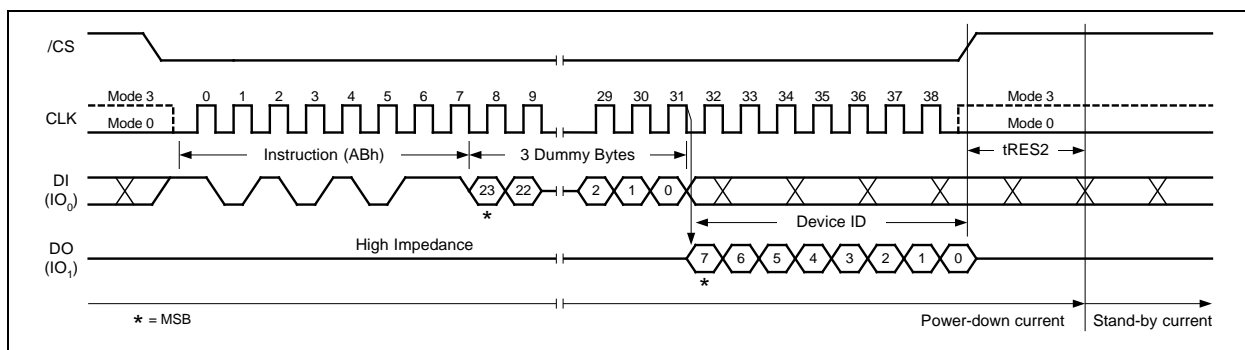 /CS
Mode 3
0 1 2 3 4 5 6 7 8 9 29 30 31 32 33 34 35 36 37 38
Mode 3
CLK
Mode 0
Mode 0
Instruction (ABh)
3 Dummy Bytes
tRES2
DI
(IO0)
23 22 2 1 0
*
Device ID
DO
(IO1)
High Impedance
7 6 5 4 3 2 1 0
*
* = MSB
Power-down current
Stand-by current